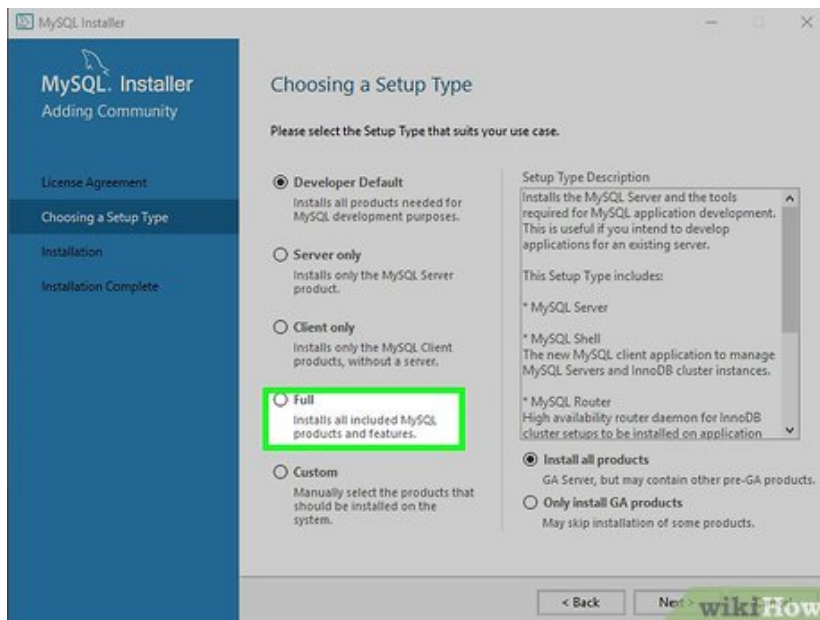 MySQL Installer
MySQL. Installer
Adding Community
License Agreement
Choosing a Setup Type
Installation
Installation Complete
Choosing a Setup Type
Please select the Setup Type that suits your use case.
Developer Default
Installs all products needed for
MySQL development purposes.
Server only
Installs only the MySQL Server
product.
Client only
Installs only the MySQL Client
products, without a server.
Full
Installs all included MySQL
products and features.
Custom
Manually select the products that
should be installed on the
system.
Setup Type Description
Installs the MySQL Server and the tools
required for MySQL application development.
This is useful if you intend to develop
applications for an existing server.
This Setup Type includes:
* MySQL Server
* MySQL Shell
The new MySQL client application to manage
MySQL Servers and InnoDB cluster instances.
* MySQL Router
High availability router daemon for InnoDB
cluster setups to be installed on application
Install all products
GA Server, but may contain other pre-GA products.
Only install GA products
May skip installation of some products.
< Back
Next >
wikiHow